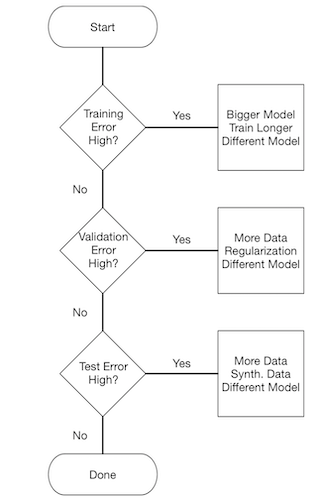 Start
Training
Error
High?
Yes
Bigger Model
Train Longer
Different Model
No
Validation
Error
High?
Yes
More Data
Regularization
Different Model
No
Test Error
High?
Yes
More Data
Synth. Data
Different Model
No
Done